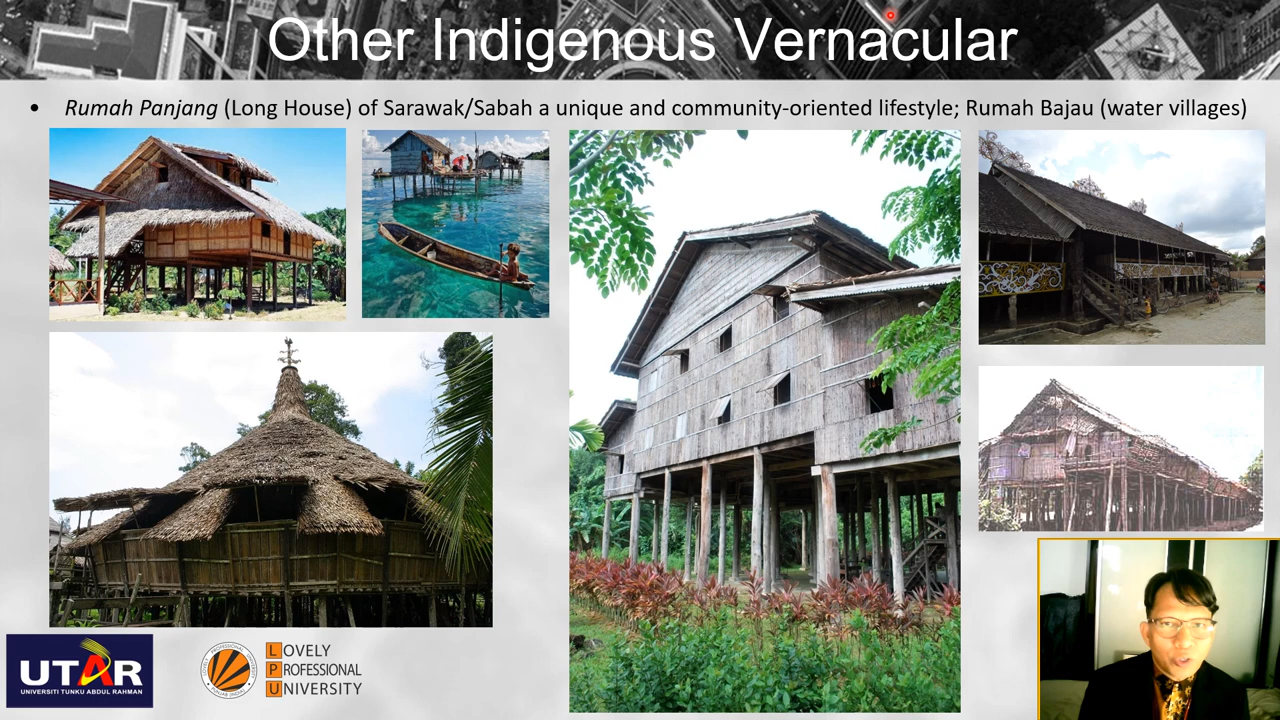 Other Indigenous Vernacular
• Rumah Panjang (Long House) of Sarawak/Sabah a unique and community-oriented lifestyle; Rumah Bajau (water villages)
UTAR
UNIVERSITI TUNKU ABDUL RAHMAN
LOVELY
PROFESSIONAL
UNIVERSITY